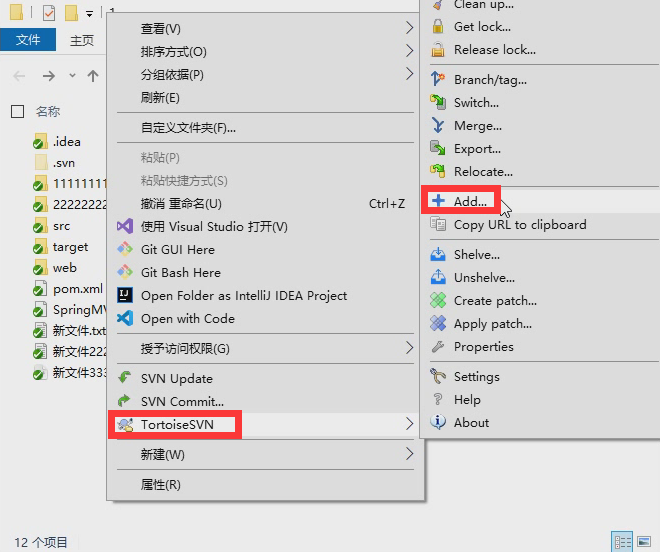 文件
主页
名称
.idea
.svn
11111111
22222222
src
target
web
pom.xml
SpringMV
新文件.txt
新文件222
新文件333
12 个项目
查看(V)
排序方式(O)
分组依据(P)
刷新(E)
自定义文件夹(F)...
粘贴(P)
粘贴快捷方式(S)
撤消 重命名(U) Ctrl+Z
使用 Visual Studio 打开(V)
Git GUI Here
Git Bash Here
Open Folder as IntelliJ IDEA Project
Open with Code
授予访问权限(G)
SVN Update
SVN Commit...
TortoiseSVN
新建(W)
属性(R)
Clean up...
Get lock...
Release lock...
Branch/tag...
Switch...
Merge...
Export...
Relocate...
Add...
Copy URL to clipboard
Shelve...
Unshelve...
Create patch...
Apply patch...
Properties
Settings
Help
About